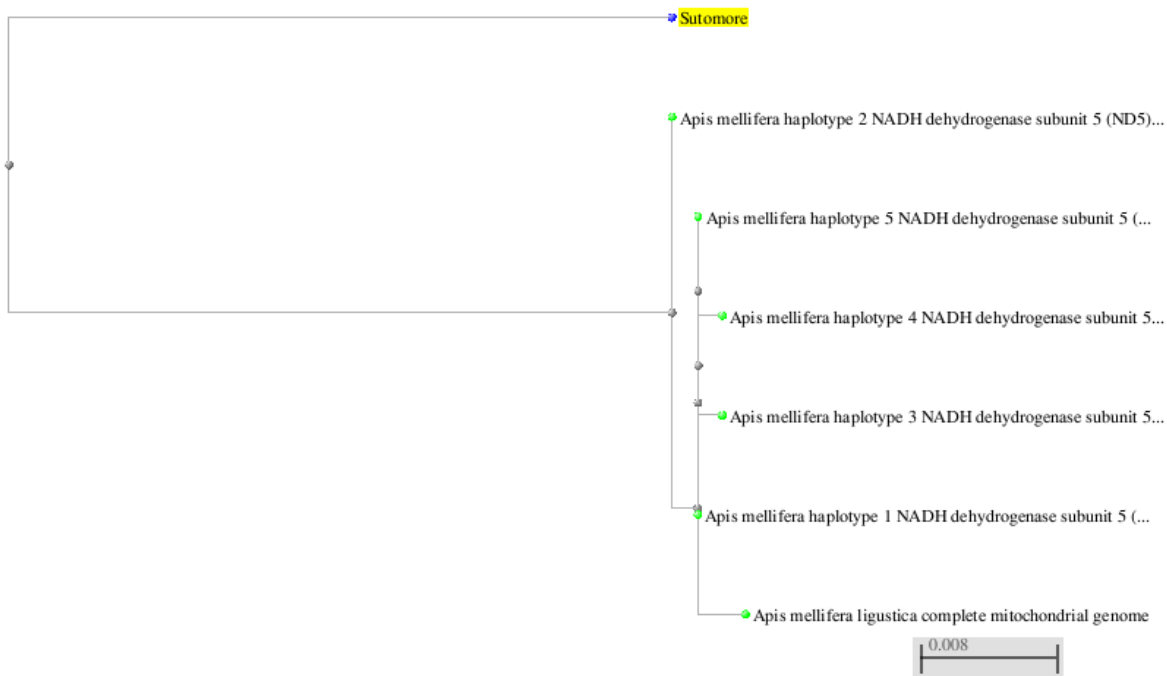 Sutomore
Apis mellifera haplotype 2 NADH dehydrogenase subunit 5 (ND5)...
Apis mellifera haplotype 5 NADH dehydrogenase subunit 5 (...
Apis mellifera haplotype 4 NADH dehydrogenase subunit 5...
Apis mellifera haplotype 3 NADH dehydrogenase subunit 5...
Apis mellifera haplotype 1 NADH dehydrogenase subunit 5 (...
Apis mellifera ligustica complete mitochondrial genome
0.008